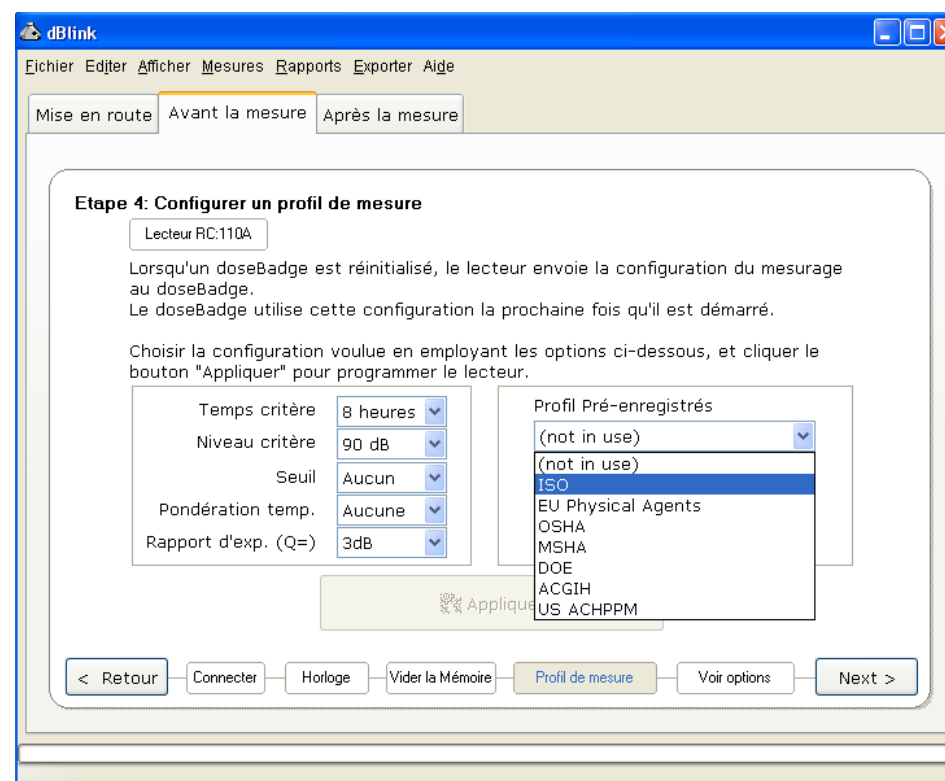 dBlink
Fichier Editer Afficher Mesures Rapports Exporter Aide
Mise en route Avant la mesure Après la mesure
Etape 4: Configurer un profil de mesure
Lecteur RC:110A
Lorsqu'un doseBadge est réinitialisé, le lecteur envoie la configuration du mesurage
au doseBadge.
Le doseBadge utilise cette configuration la prochaine fois qu'il est démarré.
Choisir la configuration voulue en employant les options ci-dessous, et cliquer le
bouton "Appliquer" pour programmer le lecteur.
Temps critère 8 heures
Niveau critère 90 dB
Seuil Aucun
Pondération temp. Aucune
Rapport d'exp. (Q=) 3dB
Profil Pré-enregistrés
(not in use)
(not in use)
ISO
EU Physical Agents
OSHA
MSHA
DOE
ACGIH
US ACHPPM
Applique
< Retour Connecter Horloge Vider la Mémoire Profil de mesure Voir options Next >